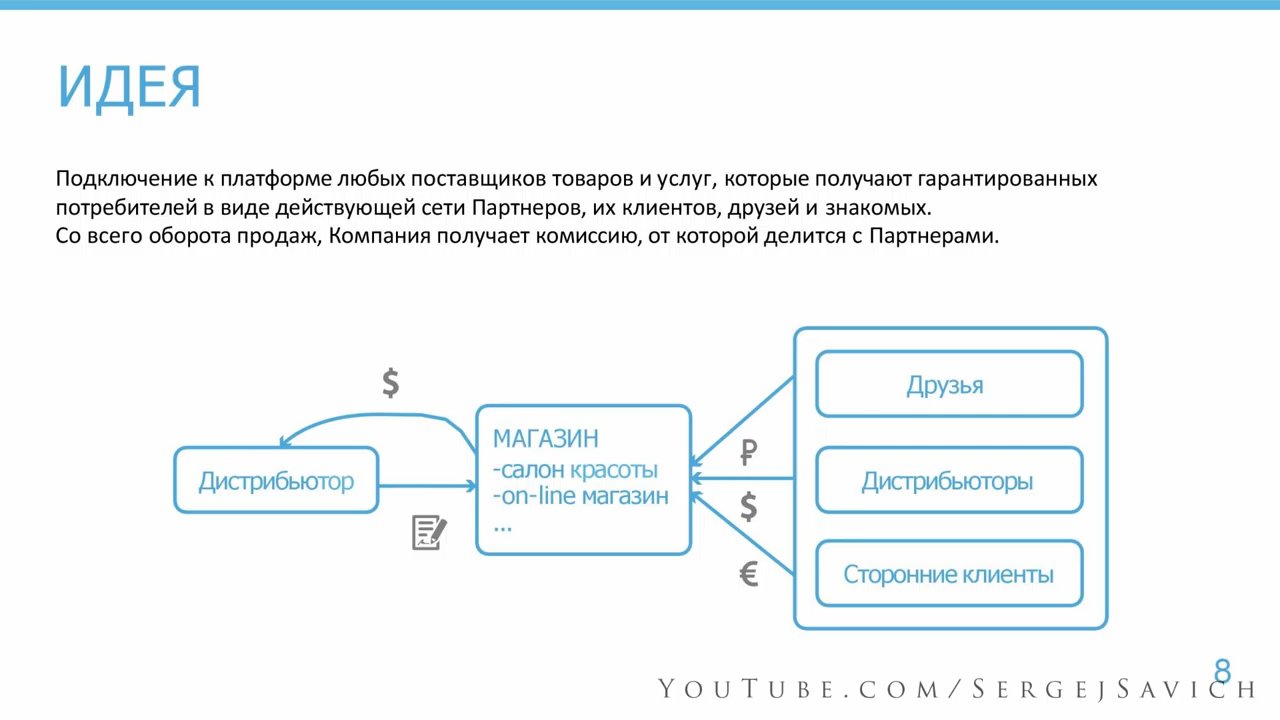 ИДЕЯ
Подключение к платформе любых поставщиков товаров и услуг, которые получают гарантированных
потребителей в виде действующей сети Партнеров, их клиентов, друзей и знакомых.
Со всего оборота продаж, Компания получает комиссию, от которой делится с Партнерами.
$
Дистрибьютор
МАГАЗИН
-салон красоты
-on-line магазин
...
₽
$
€
Друзья
Дистрибьюторы
Сторонние клиенты
8
YouTube.com/SergejSavich